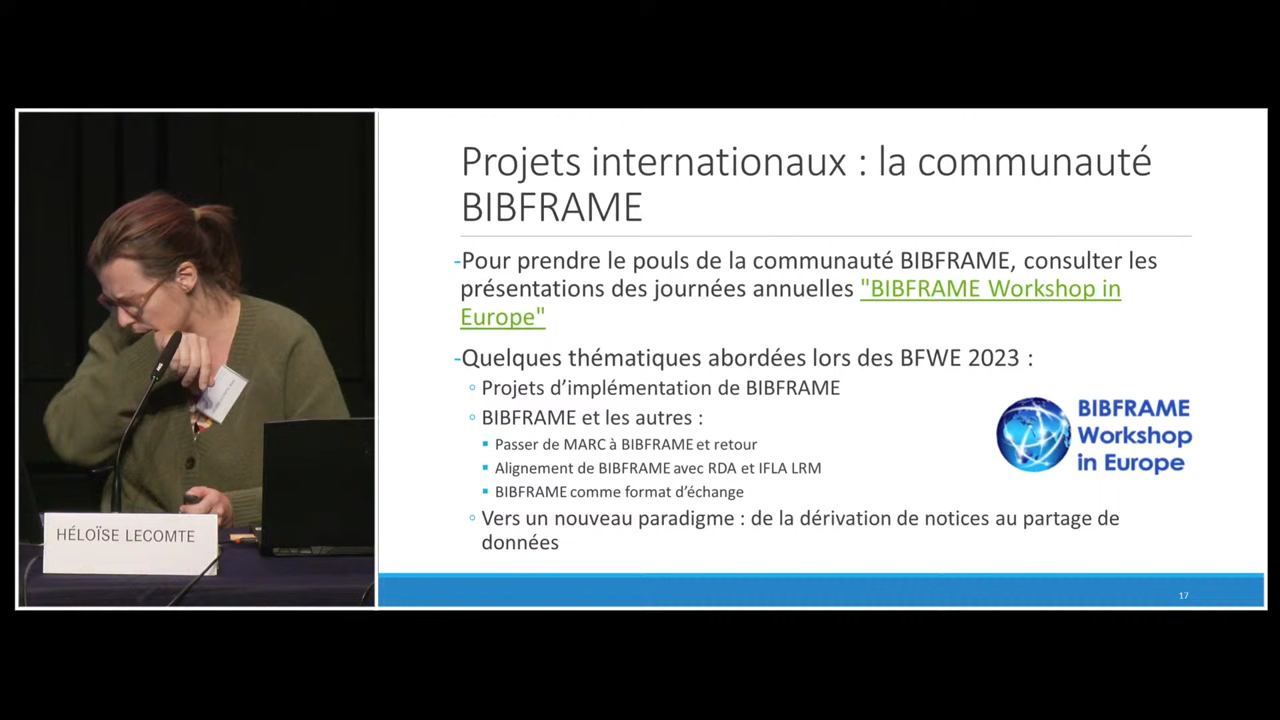 Projets internationaux : la communauté
BIBFRAME
-Pour prendre le pouls de la communauté BIBFRAME, consulter les
présentations des journées annuelles "BIBFRAME Workshop in
Europe"
-Quelques thématiques abordées lors des BFWE 2023 :
◦ Projets d’implémentation de BIBFRAME
◦ BIBFRAME et les autres :
▪ Passer de MARC à BIBFRAME et retour
▪ Alignement de BIBFRAME avec RDA et IFLA LRM
▪ BIBFRAME comme format d’échange
◦ Vers un nouveau paradigme : de la dérivation de notices au partage de
données
BIBFRAME
Workshop
in Europe
17
HÉLOÏSE LECOMTE